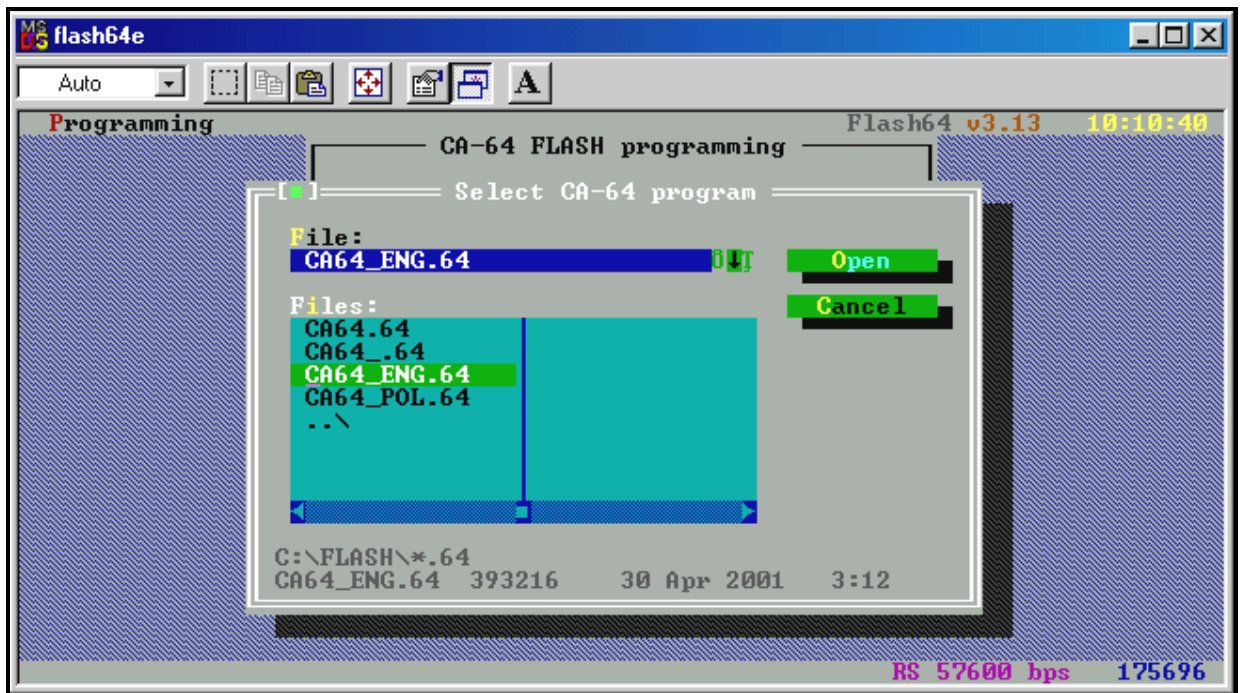 MS DOS flash64e
Auto A
Programming Flash64 v3.13 10:10:40
CA-64 FLASH programming
[■] Select CA-64 program
File:
CA64_ENG.64 Open
Files: Cancel
CA64.64
CA64_.64
CA64_ENG.64
CA64_POL.64
..\
C:\FLASH\*.64
CA64_ENG.64 393216 30 Apr 2001 3:12
RS 57600 bps 175696